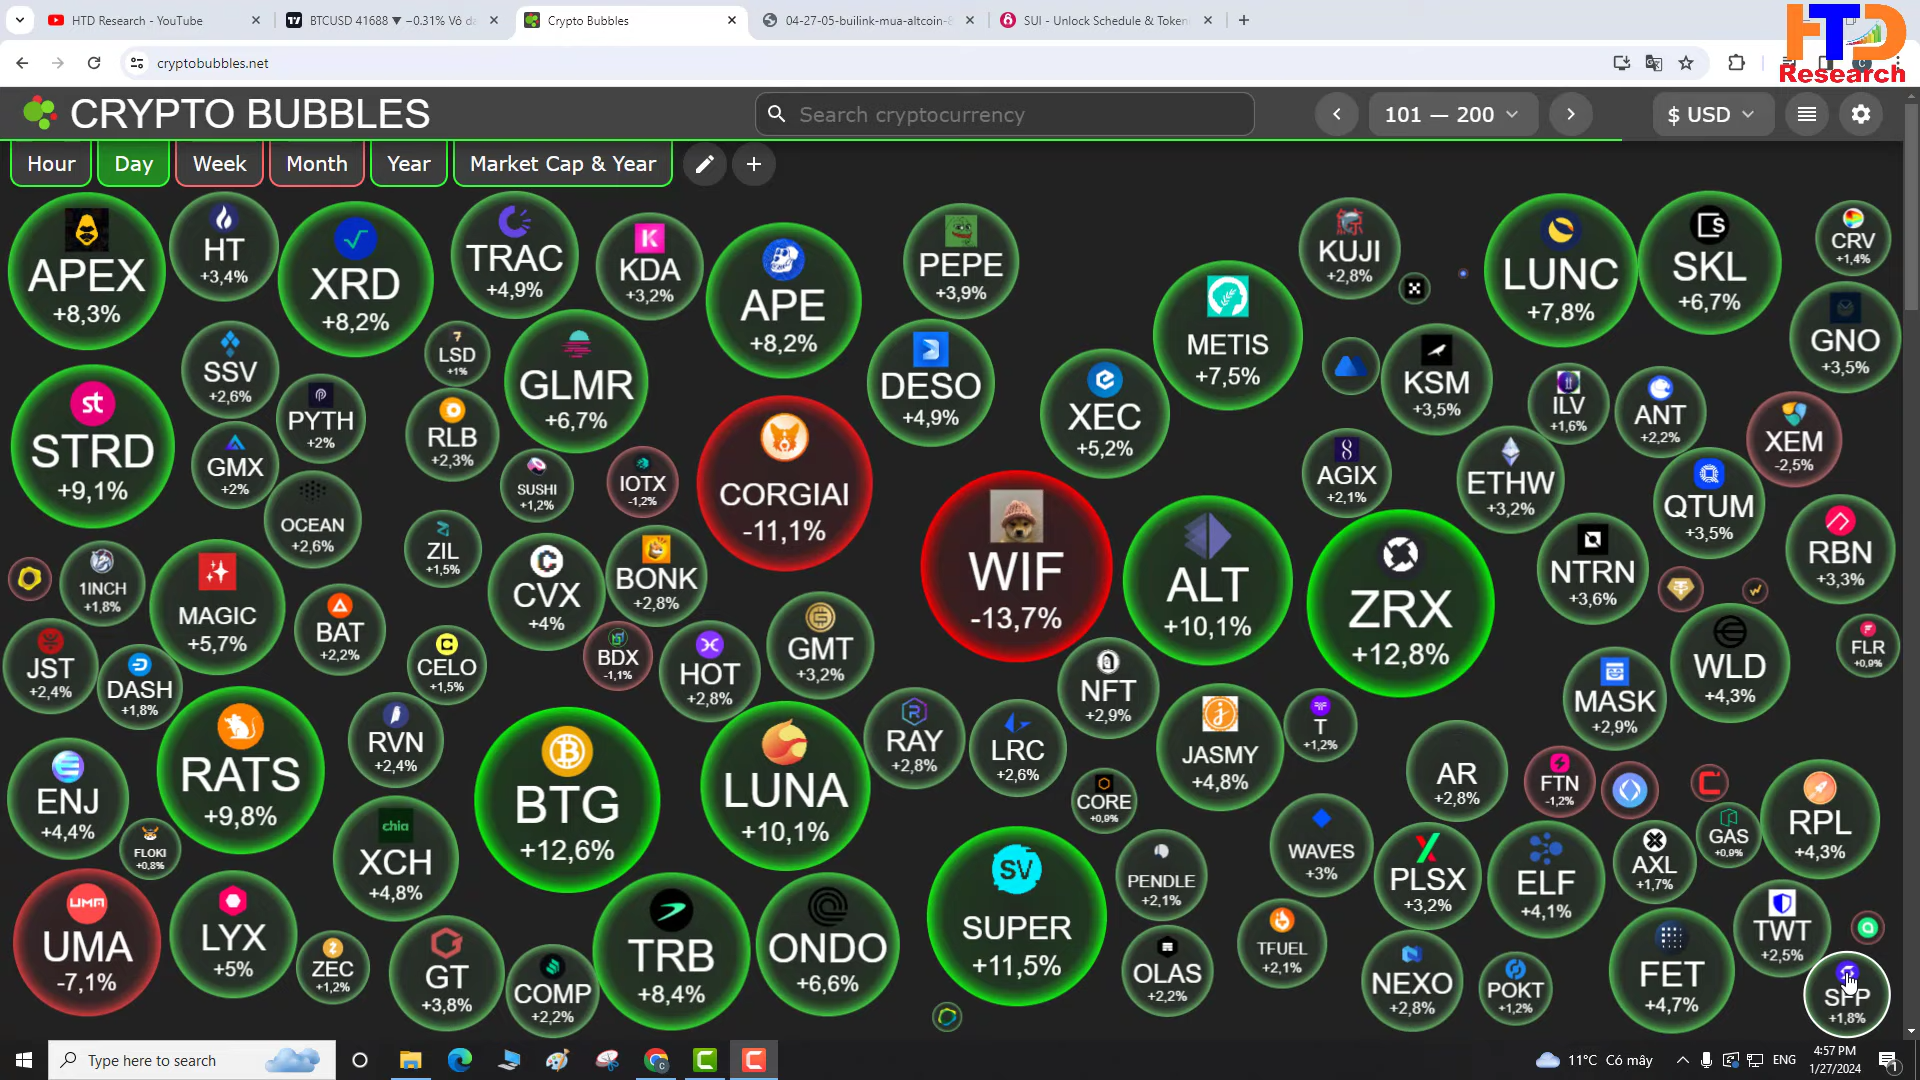 HTD Research - YouTube
BTCUSD 41688 ▼ −0.31% Vô da
Crypto Bubbles
04-27-05-builink-mua-altcoin-
SUI - Unlock Schedule & Token
HTD
Research
cryptobubbles.net
CRYPTO BUBBLES
Search cryptocurrency
101 — 200
$ USD
Hour
Day
Week
Month
Year
Market Cap & Year
APEX
+8,3%
HT
+3,4%
XRD
+8,2%
TRAC
+4,9%
KDA
+3,2%
APE
+8,2%
PEPE
+3,9%
METIS
+7,5%
KUJI
+2,8%
LUNC
+7,8%
SKL
+6,7%
CRV
+1,4%
GNO
+3,5%
SSV
+2,6%
LSD
+1%
GLMR
+6,7%
DESO
+4,9%
XEC
+5,2%
KSM
+3,5%
ILV
+1,6%
ANT
+2,2%
XEM
-2,5%
STRD
+9,1%
PYTH
+2%
GMX
+2%
RLB
+2,3%
SUSHI
+1,2%
IOTX
-1,2%
CORGIAI
-11,1%
AGIX
+2,1%
ETHW
+3,2%
QTUM
+3,5%
OCEAN
+2,6%
ZIL
+1,5%
CVX
+4%
BONK
+2,8%
WIF
-13,7%
ALT
+10,1%
ZRX
+12,8%
NTRN
+3,6%
RBN
+3,3%
1INCH
+1,8%
MAGIC
+5,7%
BAT
+2,2%
CELO
+1,5%
BDX
-1,1%
HOT
+2,8%
GMT
+3,2%
NFT
+2,9%
MASK
+2,9%
WLD
+4,3%
FLR
+0,9%
JST
+2,4%
DASH
+1,8%
RVN
+2,4%
RAY
+2,8%
LRC
+2,6%
JASMY
+4,8%
T
+1,2%
AR
+2,8%
FTN
-1,2%
ENJ
+4,4%
RATS
+9,8%
BTG
+12,6%
LUNA
+10,1%
CORE
+0,9%
RPL
+4,3%
FLOKI
+0,8%
chia
XCH
+4,8%
WAVES
+3%
PLSX
+3,2%
ELF
+4,1%
AXL
+1,7%
GAS
+0,9%
UMA
UMA
-7,1%
LYX
+5%
ZEC
+1,2%
GT
+3,8%
COMP
+2,2%
TRB
+8,4%
ONDO
+6,6%
SV
SUPER
+11,5%
PENDLE
+2,1%
OLAS
+2,2%
TFUEL
+2,1%
NEXO
+2,8%
POKT
+1,2%
FET
+4,7%
TWT
+2,5%
SFP
+1,8%
Type here to search
11°C Có mây
ENG
4:57 PM
1/27/2024